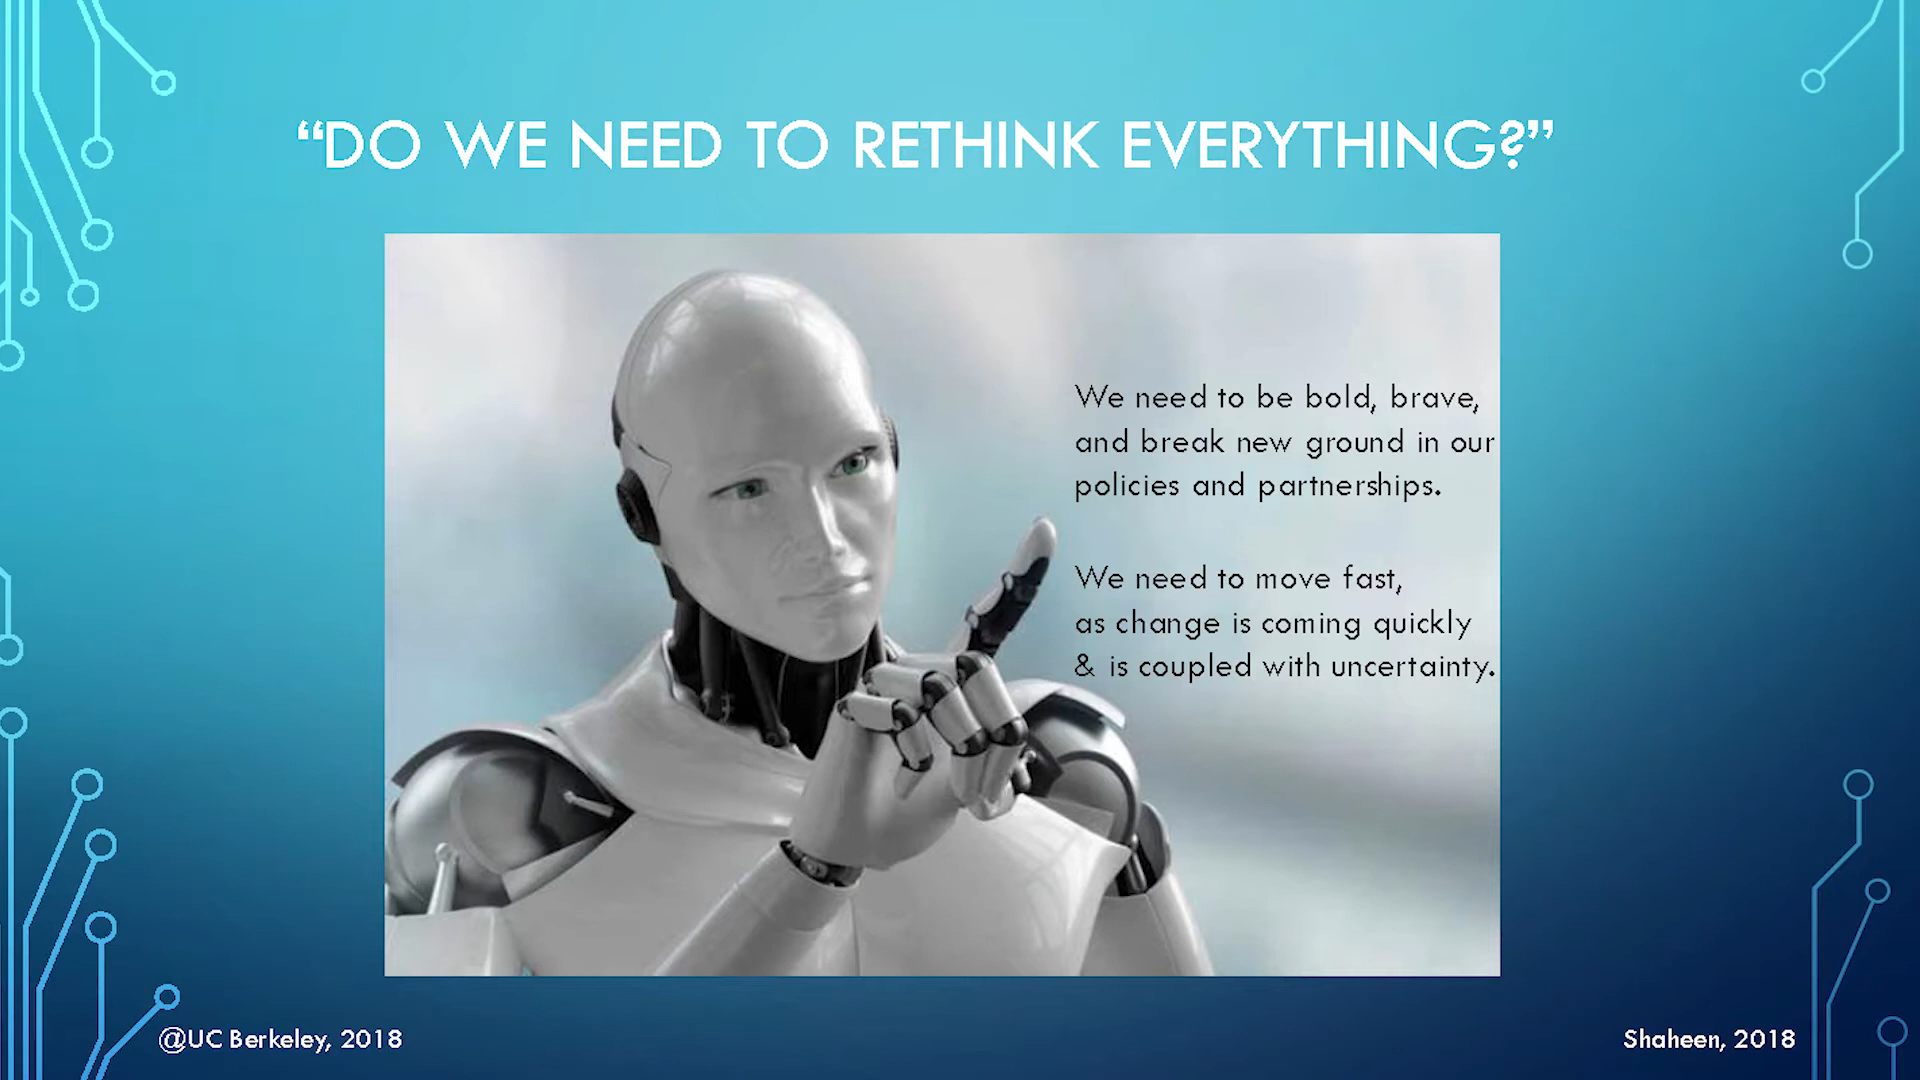 “DO WE NEED TO RETHINK EVERYTHING?”
We need to be bold, brave,
and break new ground in our
policies and partnerships.
We need to move fast,
as change is coming quickly
& is coupled with uncertainty.
@UC Berkeley, 2018
Shaheen, 2018